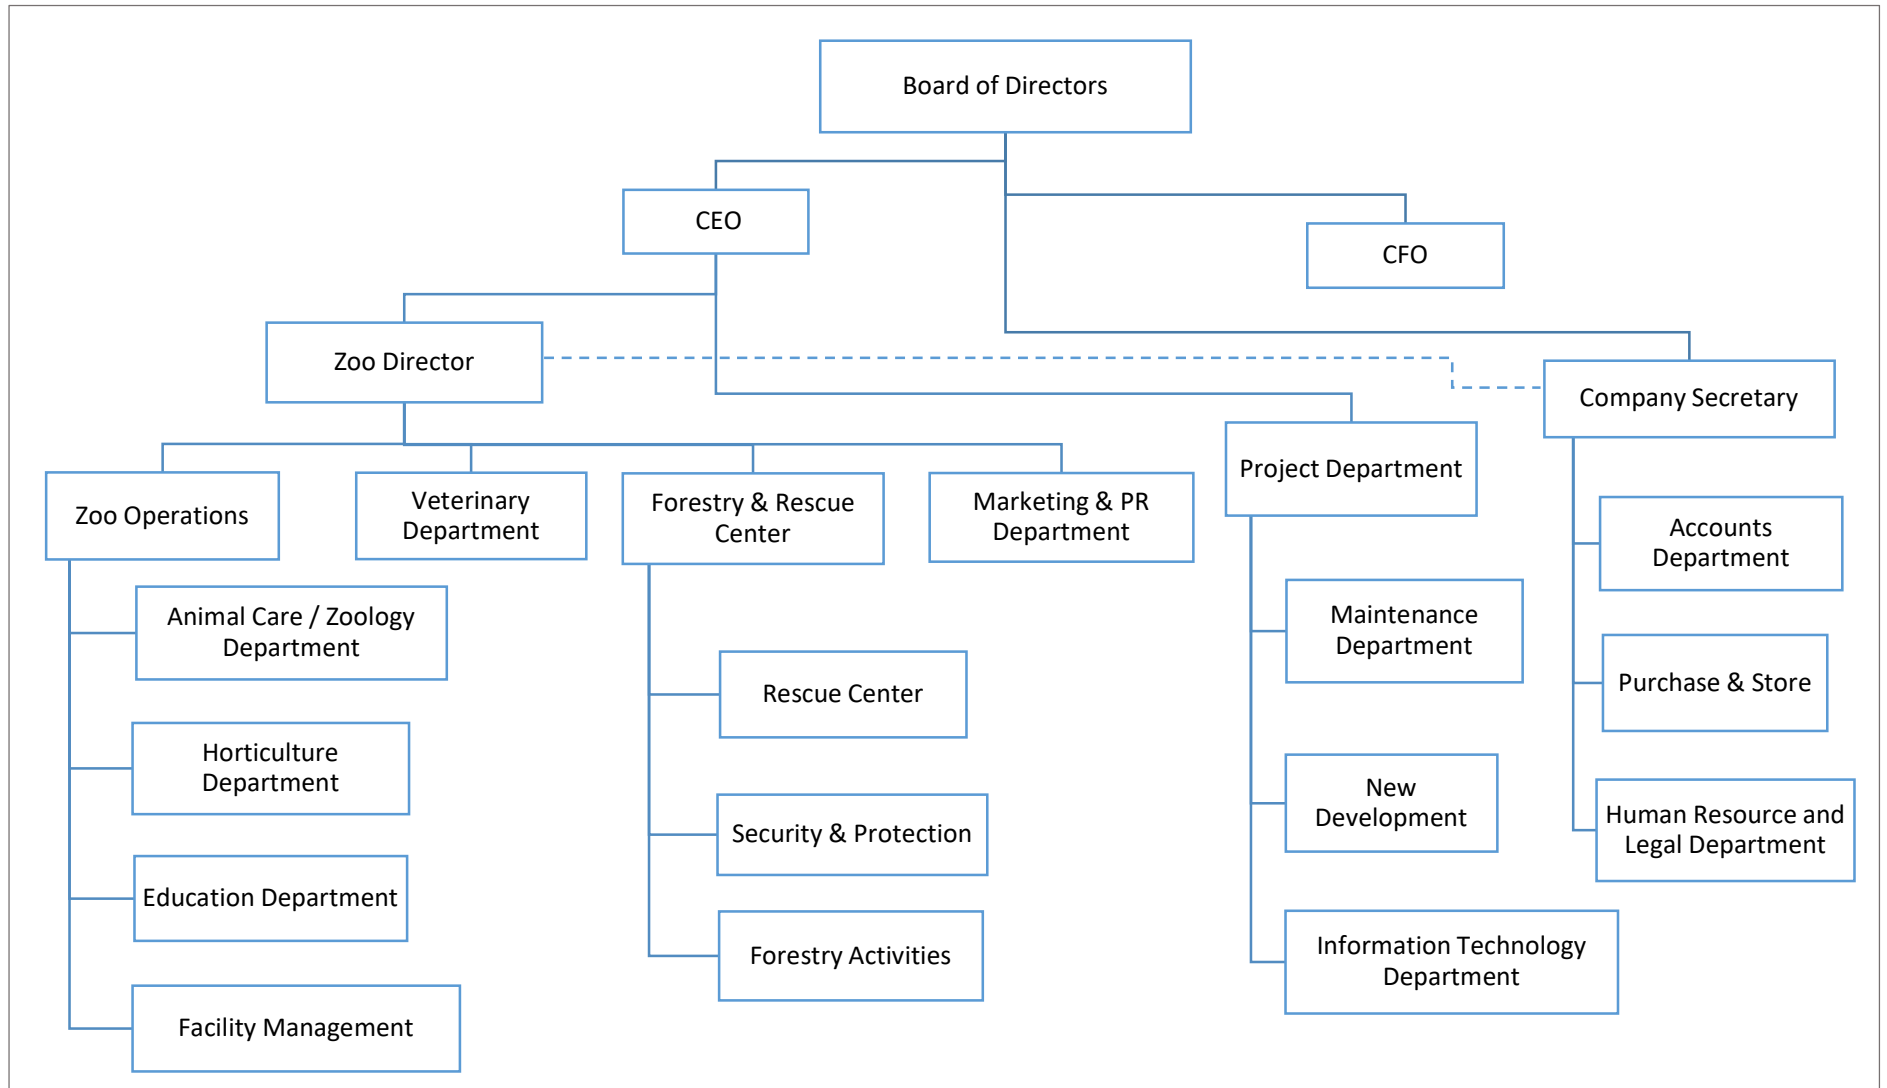 Board of Directors
CEO
CFO
Zoo Director
Company Secretary
Project Department
Zoo Operations
Veterinary
Department
Forestry & Rescue
Center
Marketing & PR
Department
Accounts
Department
Animal Care / Zoology
Department
Maintenance
Department
Rescue Center
Purchase & Store
Horticulture
Department
New
Development
Security & Protection
Human Resource and
Legal Department
Education Department
Forestry Activities
Information Technology
Department
Facility Management